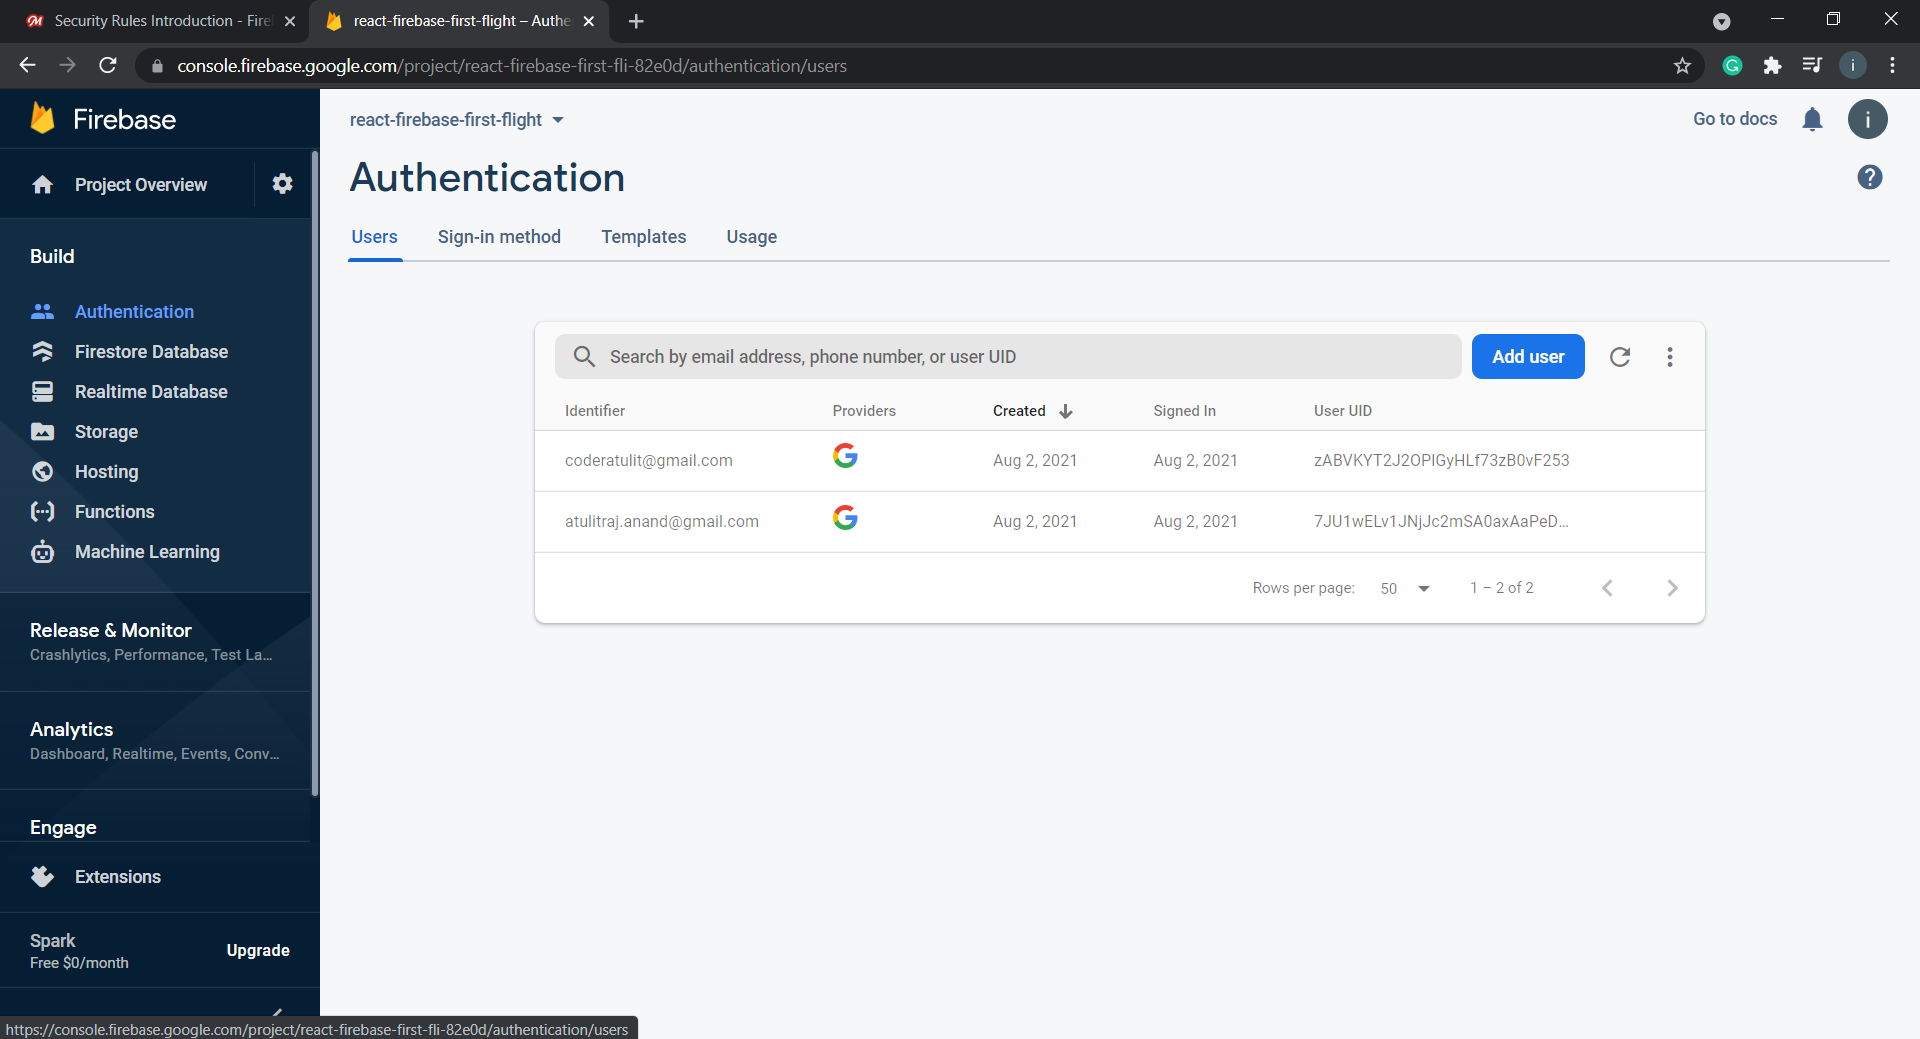 Security Rules Introduction - Fire
react-firebase-first-flight – Authe
console.firebase.google.com/project/react-firebase-first-fli-82e0d/authentication/users
i
Firebase
react-firebase-first-flight
Go to docs
i
Project Overview
Authentication
?
Users
Sign-in method
Templates
Usage
Build
Authentication
Firestore Database
Realtime Database
Storage
Hosting
Functions
Machine Learning
Search by email address, phone number, or user UID
Add user
Identifier Providers Created Signed In User UID
coderatulit@gmail.com Aug 2, 2021 Aug 2, 2021 zABVKYT2J2OPIGyHLf73zB0vF253
atulitraj.anand@gmail.com Aug 2, 2021 Aug 2, 2021 7JU1wELv1JNjJc2mSA0axAaPeD...
Rows per page: 50 1 – 2 of 2
Release & Monitor
Crashlytics, Performance, Test La...
Analytics
Dashboard, Realtime, Events, Conv...
Engage
Extensions
Spark
Free $0/month
Upgrade
https://console.firebase.google.com/project/react-firebase-first-fli-82e0d/authentication/users